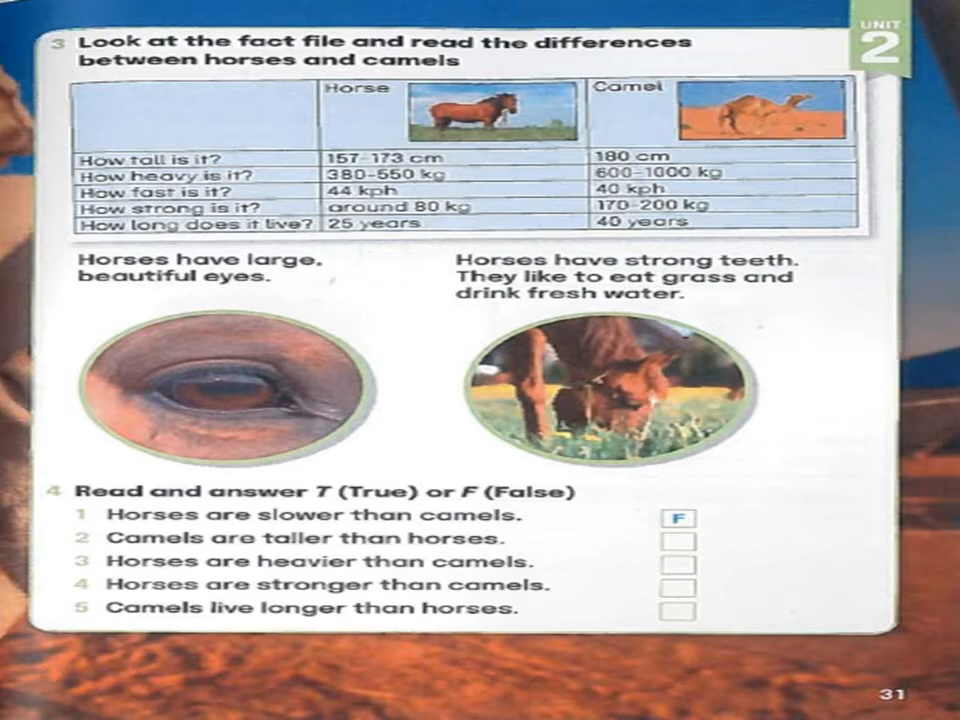 UNIT
2
3 Look at the fact file and read the differences
between horses and camels
Horse Camel
How tall is it? 157-173 cm 180 cm
How heavy is it? 380-550 kg 600-1000 kg
How fast is it? 44 kph 40 kph
How strong is it? around 80 kg 170-200 kg
How long does it live? 25 years 40 years
Horses have large,
beautiful eyes.
Horses have strong teeth.
They like to eat grass and
drink fresh water.
4 Read and answer T (True) or F (False)
1 Horses are slower than camels. F
2 Camels are taller than horses.
3 Horses are heavier than camels.
4 Horses are stronger than camels.
5 Camels live longer than horses.
31